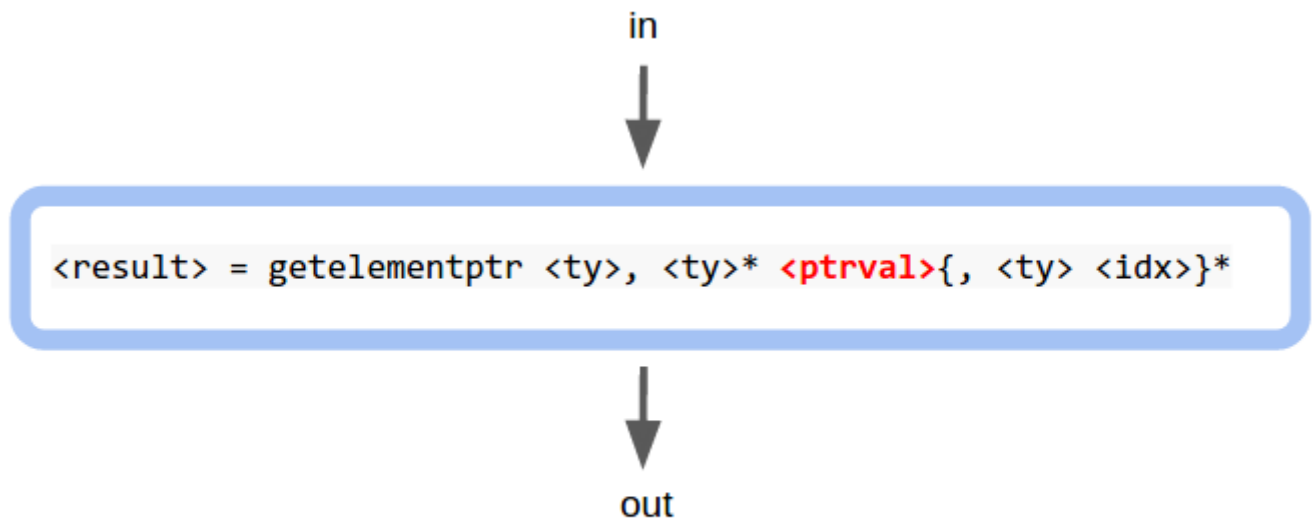 in
<result> = getelementptr <ty>, <ty>* <ptrval>{, <ty> <idx>}*
out